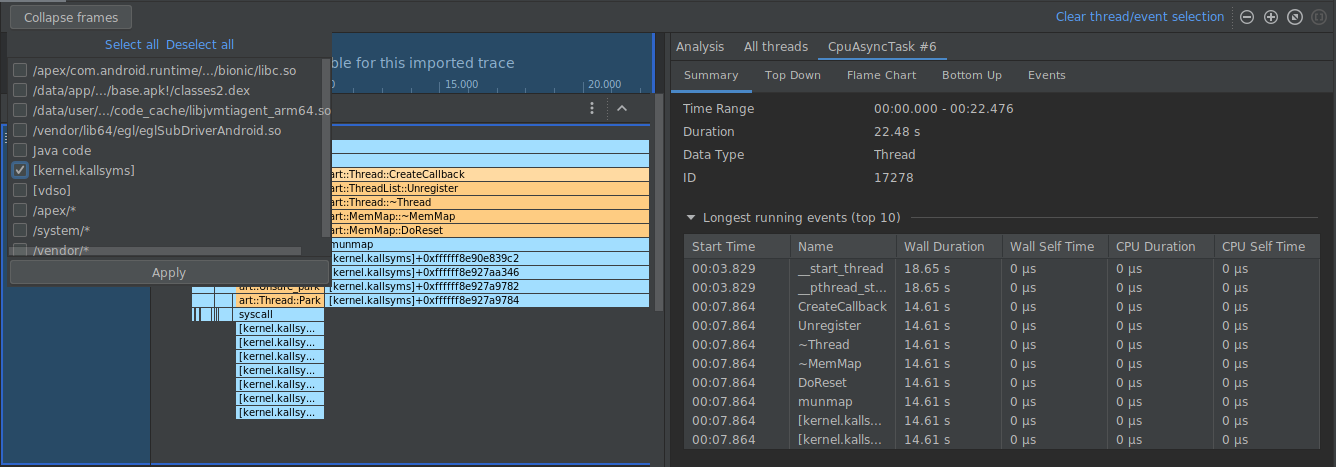 Collapse frames
Clear thread/event selection
Select all Deselect all
/apex/com.android.runtime/.../bionic/libc.so
/data/app/.../base.apk!/classes2.dex
/data/user/.../code_cache/libjvmtiagent_arm64.so
/vendor/lib64/egl/eglSubDriverAndroid.so
Java code
[kernel.kallsyms]
[vdso]
/apex/*
/system/*
/vendor/*
Apply
ble for this imported trace
15.000 20.000
art::Thread::CreateCallback
art::ThreadList::Unregister
art::Thread::~Thread
art::MemMap::~MemMap
art::MemMap::DoReset
munmap
[kernel.kallsyms]+0xffffff8e90e839c2
[kernel.kallsyms]+0xffffff8e927aa346
art::Unsafe_park [kernel.kallsyms]+0xffffff8e927a9782
art::Thread::Park [kernel.kallsyms]+0xffffff8e927a9784
syscall
[kernel.kallsy...
[kernel.kallsy...
[kernel.kallsy...
[kernel.kallsy...
[kernel.kallsy...
[kernel.kallsy...
[kernel.kallsy...
Analysis All threads CpuAsyncTask #6
Summary Top Down Flame Chart Bottom Up Events
Time Range 00:00.000 - 00:22.476
Duration 22.48 s
Data Type Thread
ID 17278
Longest running events (top 10)
Start Time Name Wall Duration Wall Self Time CPU Duration CPU Self Time
00:03.829 __start_thread 18.65 s 0 μs 0 μs 0 μs
00:03.829 __pthread_st... 18.65 s 0 μs 0 μs 0 μs
00:07.864 CreateCallback 14.61 s 0 μs 0 μs 0 μs
00:07.864 Unregister 14.61 s 0 μs 0 μs 0 μs
00:07.864 ~Thread 14.61 s 0 μs 0 μs 0 μs
00:07.864 ~MemMap 14.61 s 0 μs 0 μs 0 μs
00:07.864 DoReset 14.61 s 0 μs 0 μs 0 μs
00:07.864 munmap 14.61 s 0 μs 0 μs 0 μs
00:07.864 [kernel.kalls... 14.61 s 0 μs 0 μs 0 μs
00:07.864 [kernel.kalls... 14.61 s 0 μs 0 μs 0 μs